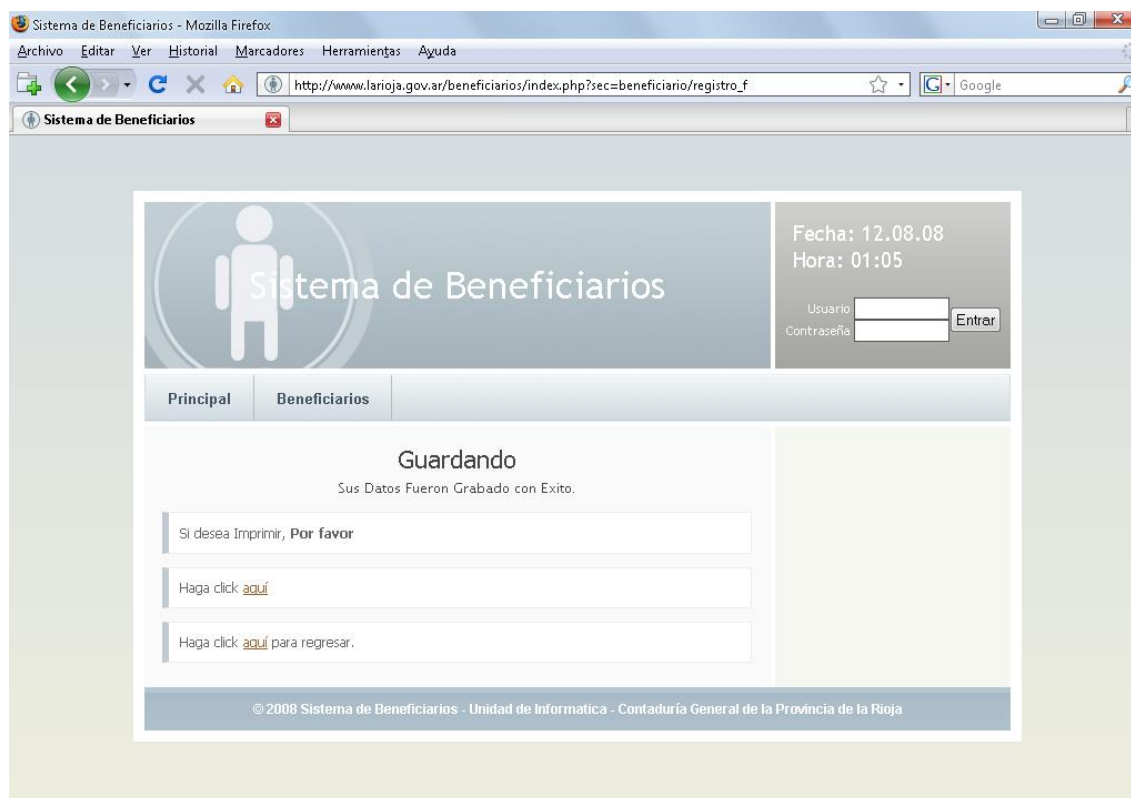 Sistema de Beneficiarios - Mozilla Firefox
Archivo Editar Ver Historial Marcadores Herramientas Ayuda
http://www.larioja.gov.ar/beneficiarios/index.php?sec=beneficiario/registro_f
G Google
Sistema de Beneficiarios
Sistema de Beneficiarios
Fecha: 12.08.08
Hora: 01:05
Usuario
Contraseña
Entrar
Principal Beneficiarios
Guardando
Sus Datos Fueron Grabado con Exito.
Si desea Imprimir, Por favor
Haga click aquí
Haga click aquí para regresar.
© 2008 Sistema de Beneficiarios - Unidad de Informatica - Contaduría General de la Provincia de la Rioja